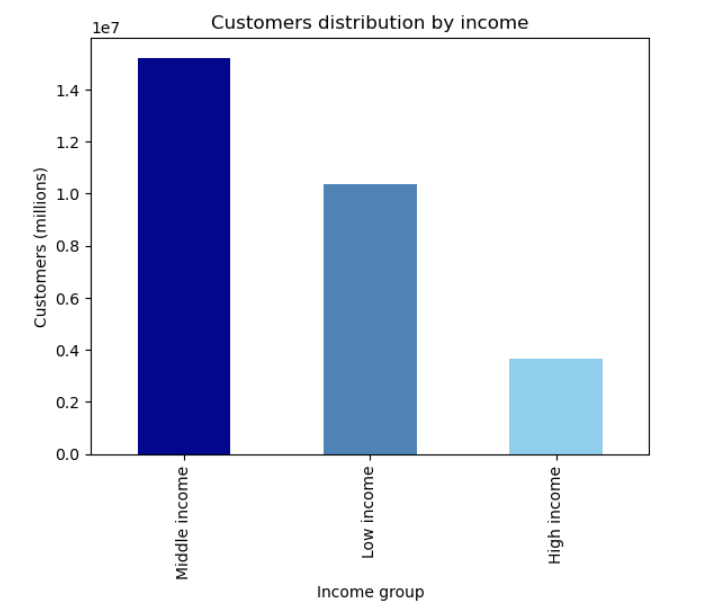 Customers distribution by income
1e7
1.4
1.2
1.0
0.8
0.6
0.4
0.2
0.0
Customers (millions)
Middle income
Low income
High income
Income group